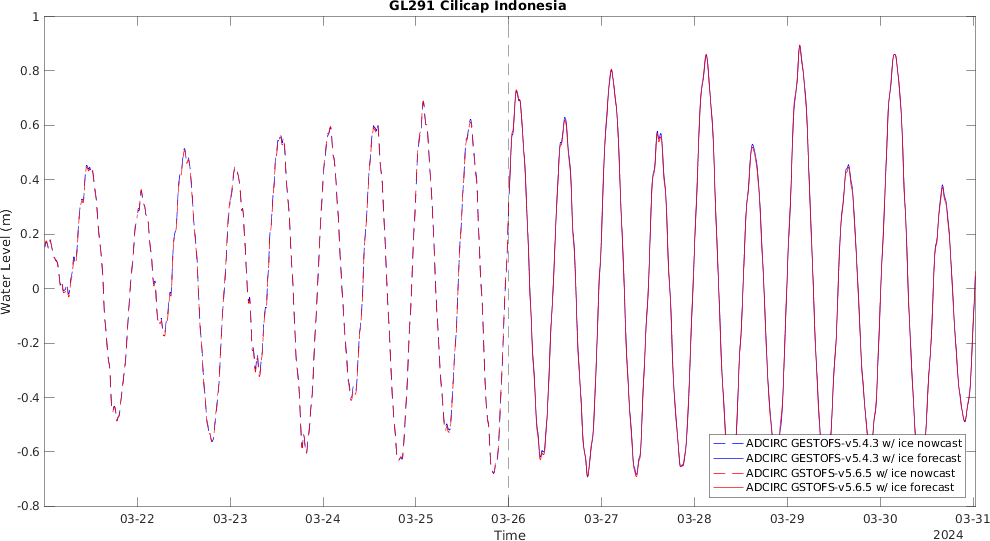 GL291 Cilicap Indonesia
1
0.8
0.6
0.4
0.2
0
-0.2
-0.4
-0.6
-0.8
Water Level (m)
ADCIRC GESTOFS-v5.4.3 w/ ice nowcast
ADCIRC GESTOFS-v5.4.3 w/ ice forecast
ADCIRC GSTOFS-v5.6.5 w/ ice nowcast
ADCIRC GSTOFS-v5.6.5 w/ ice forecast
03-22 03-23 03-24 03-25 03-26 03-27 03-28 03-29 03-30 03-31
Time
2024